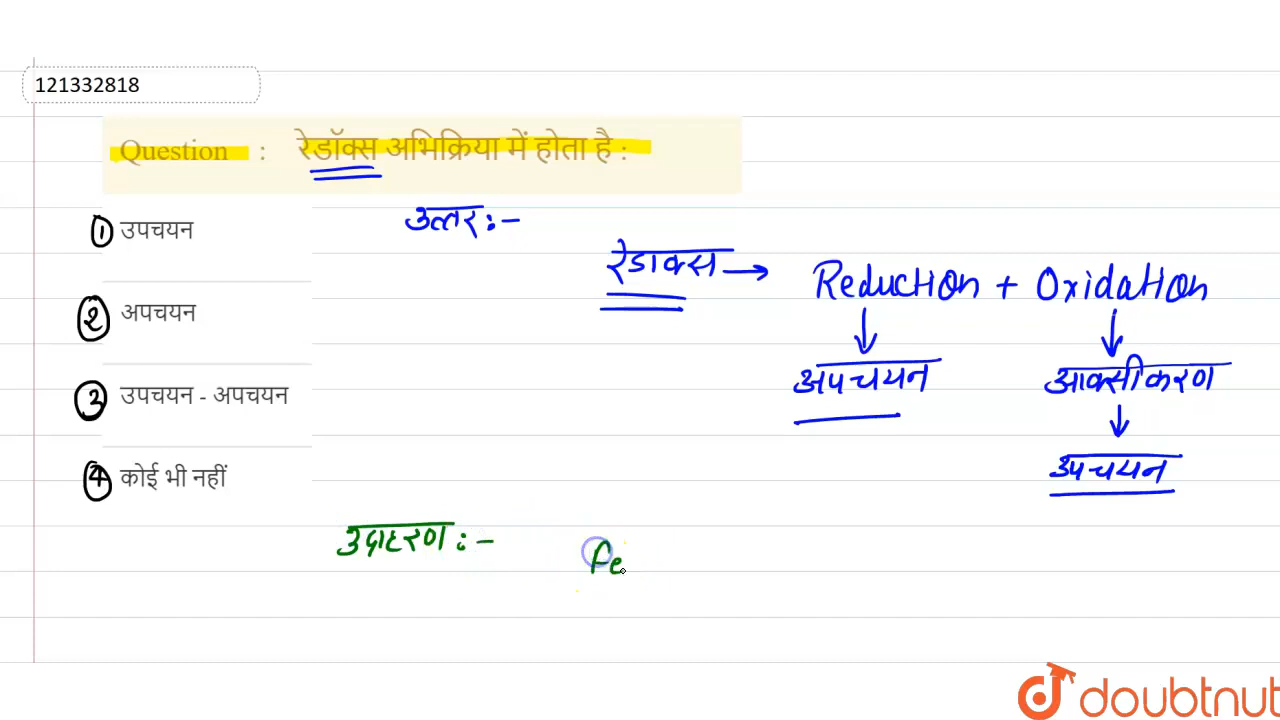 121332818
Question : रेडॉक्स अभिक्रिया में होता है :
① उपचयन
② अपचयन
③ उपचयन - अपचयन
④ कोई भी नहीं
उत्तर :-
रेडाक्स → Reduction + Oxidation
अपचयन आक्सीकरण
उपचयन
उदाहरण :- Fe
doubtnut